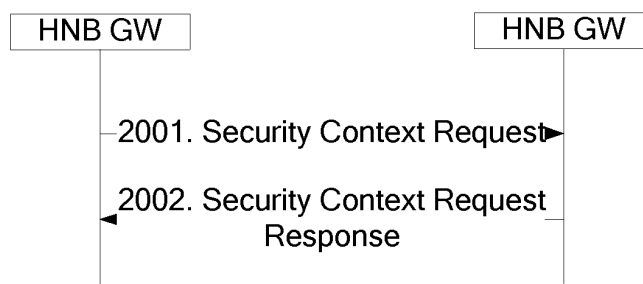 HNB GW
HNB GW
2001. Security Context Request
2002. Security Context Request
Response